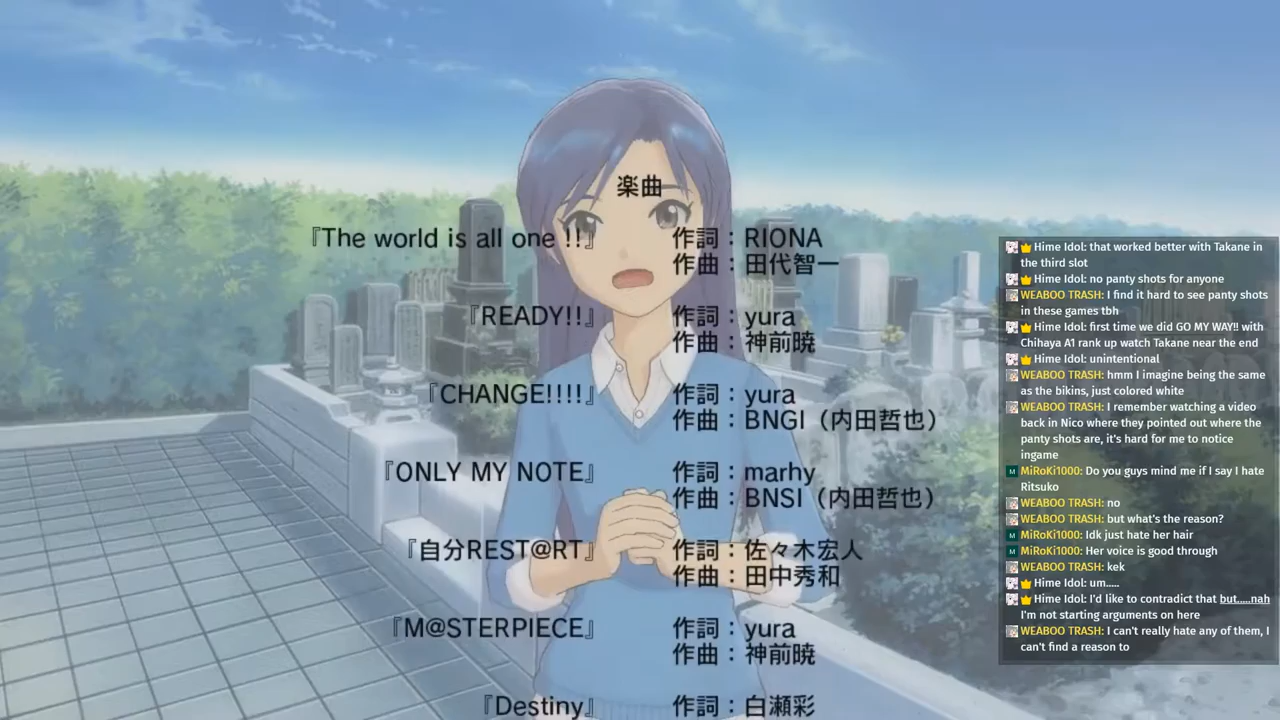 楽曲
『The world is all one !!』 作詞：RIONA
作曲：田代智一
『READY!!』 作詞：yura
作曲：神前暁
『CHANGE!!!!』 作詞：yura
作曲：BNGI（内田哲也）
『ONLY MY NOTE』 作詞：marhy
作曲：BNSI（内田哲也）
『自分REST@RT』 作詞：佐々木宏人
作曲：田中秀和
『M@STERPIECE』 作詞：yura
作曲：神前暁
『Destiny』 作詞：白瀬彩
Hime Idol: that worked better with Takane in
the third slot
Hime Idol: no panty shots for anyone
WEABOO TRASH: I find it hard to see panty shots
in these games tbh
Hime Idol: first time we did GO MY WAY!! with
Chihaya A1 rank up watch Takane near the end
Hime Idol: unintentional
WEABOO TRASH: hmm I imagine being the same
as the bikins, just colored white
WEABOO TRASH: I remember watching a video
back in Nico where they pointed out where the
panty shots are, it's hard for me to notice
ingame
M MiRoKi1000: Do you guys mind me if I say I hate
Ritsuko
WEABOO TRASH: no
WEABOO TRASH: but what's the reason?
M MiRoKi1000: Idk just hate her hair
M MiRoKi1000: Her voice is good through
WEABOO TRASH: kek
Hime Idol: um.....
Hime Idol: I'd like to contradict that but.....nah
I'm not starting arguments on here
WEABOO TRASH: I can't really hate any of them, I
can't find a reason to